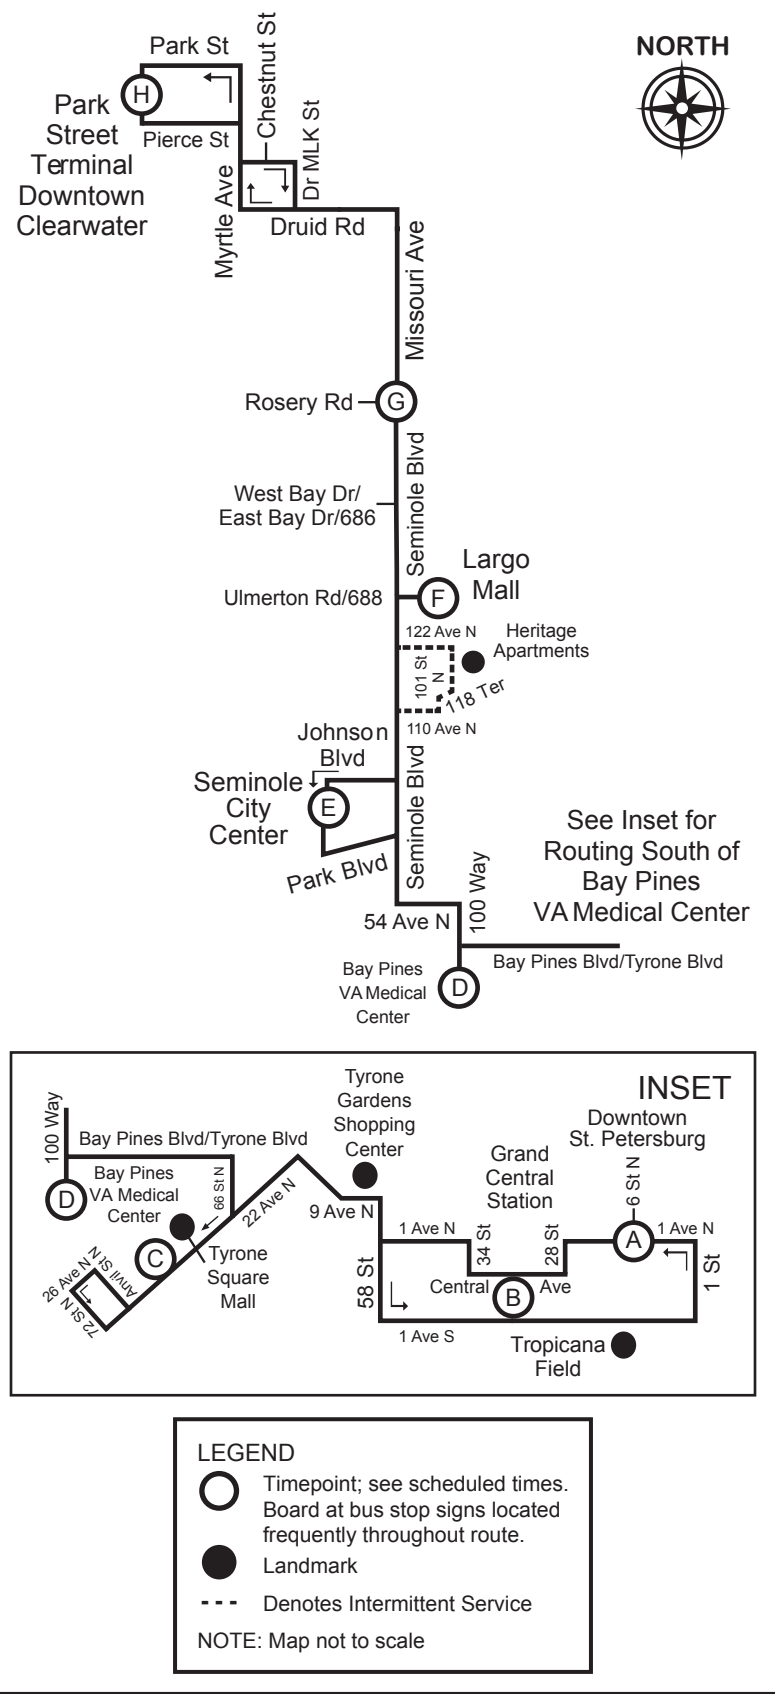 NORTH
Park St
Chestnut St
H
Park
Street
Terminal
Downtown
Clearwater
Pierce St
Dr MLK St
Myrtle Ave
Druid Rd
Missouri Ave
Rosery Rd
G
Seminole Blvd
West Bay Dr/
East Bay Dr/686
Largo
Mall
Ulmerton Rd/688
F
122 Ave N
Heritage
Apartments
101 St
N
118 Ter
110 Ave N
Johnson
Blvd
Seminole
City
Center
E
Seminole Blvd
Park Blvd
See Inset for
Routing South of
Bay Pines
VA Medical Center
100 Way
54 Ave N
Bay Pines Blvd/Tyrone Blvd
Bay Pines
VA Medical
Center
D
INSET
Tyrone
Gardens
Shopping
Center
Downtown
St. Petersburg
100 Way
Bay Pines Blvd/Tyrone Blvd
Grand
Central
Station
6 St N
Bay Pines
VA Medical
Center
D
66 St N
22 Ave N
9 Ave N
1 Ave N
34 St
28 St
A
1 Ave N
C
Tyrone
Square
Mall
26 Ave N
Anvil St N
72 St N
58 St
Central
B
Ave
1 St
1 Ave S
Tropicana
Field
LEGEND
Timepoint; see scheduled times.
Board at bus stop signs located
frequently throughout route.
Landmark
Denotes Intermittent Service
NOTE: Map not to scale